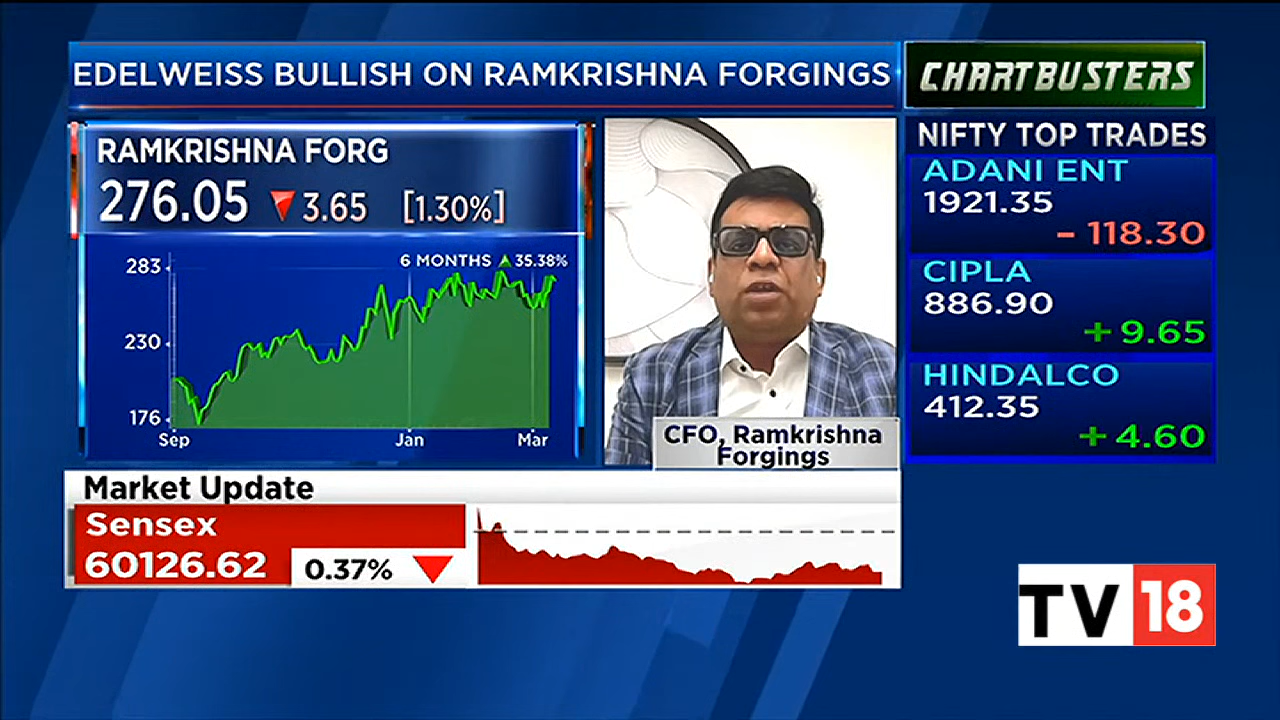 EDELWEISS BULLISH ON RAMKRISHNA FORGINGS
CHARTBUSTERS
RAMKRISHNA FORG
276.05 ▼ 3.65 [1.30%]
6 MONTHS ▲ 35.38%
283
230
176
Sep Jan Mar
CFO, Ramkrishna
Forgings
NIFTY TOP TRADES
ADANI ENT
1921.35
- 118.30
CIPLA
886.90
+ 9.65
HINDALCO
412.35
+ 4.60
Market Update
Sensex
60126.62 0.37% ▼
TV 18